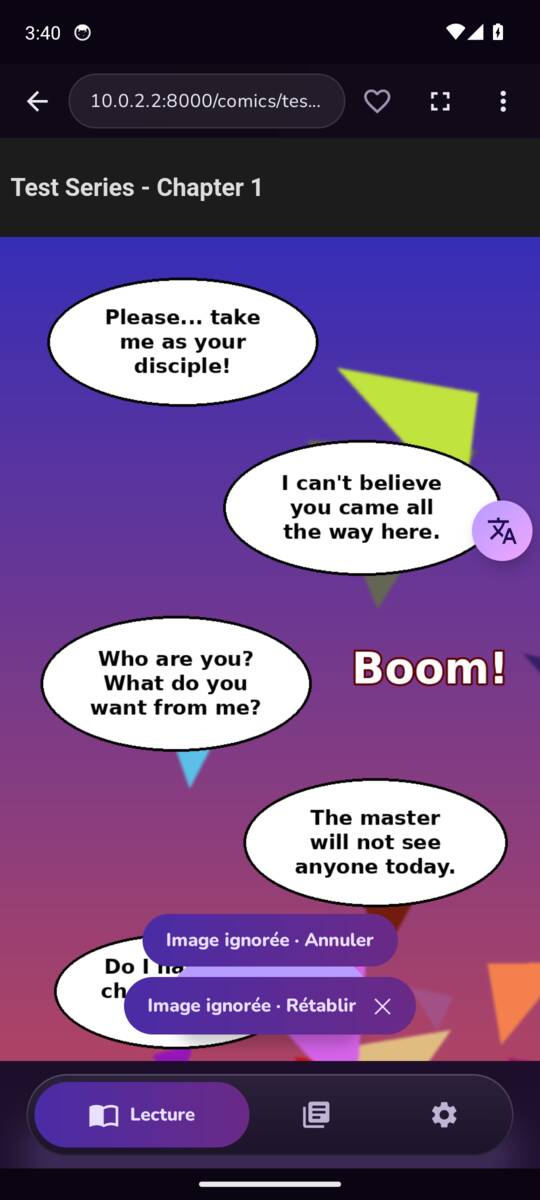 3:40
10.0.2.2:8000/comics/tes...
Test Series - Chapter 1
Please... take
me as your
disciple!
I can't believe
you came all
the way here.
Who are you?
What do you
want from me?
Boom!
The master
will not see
anyone today.
Image ignorée · Annuler
Do I
ch
Image ignorée · Rétablir
Lecture